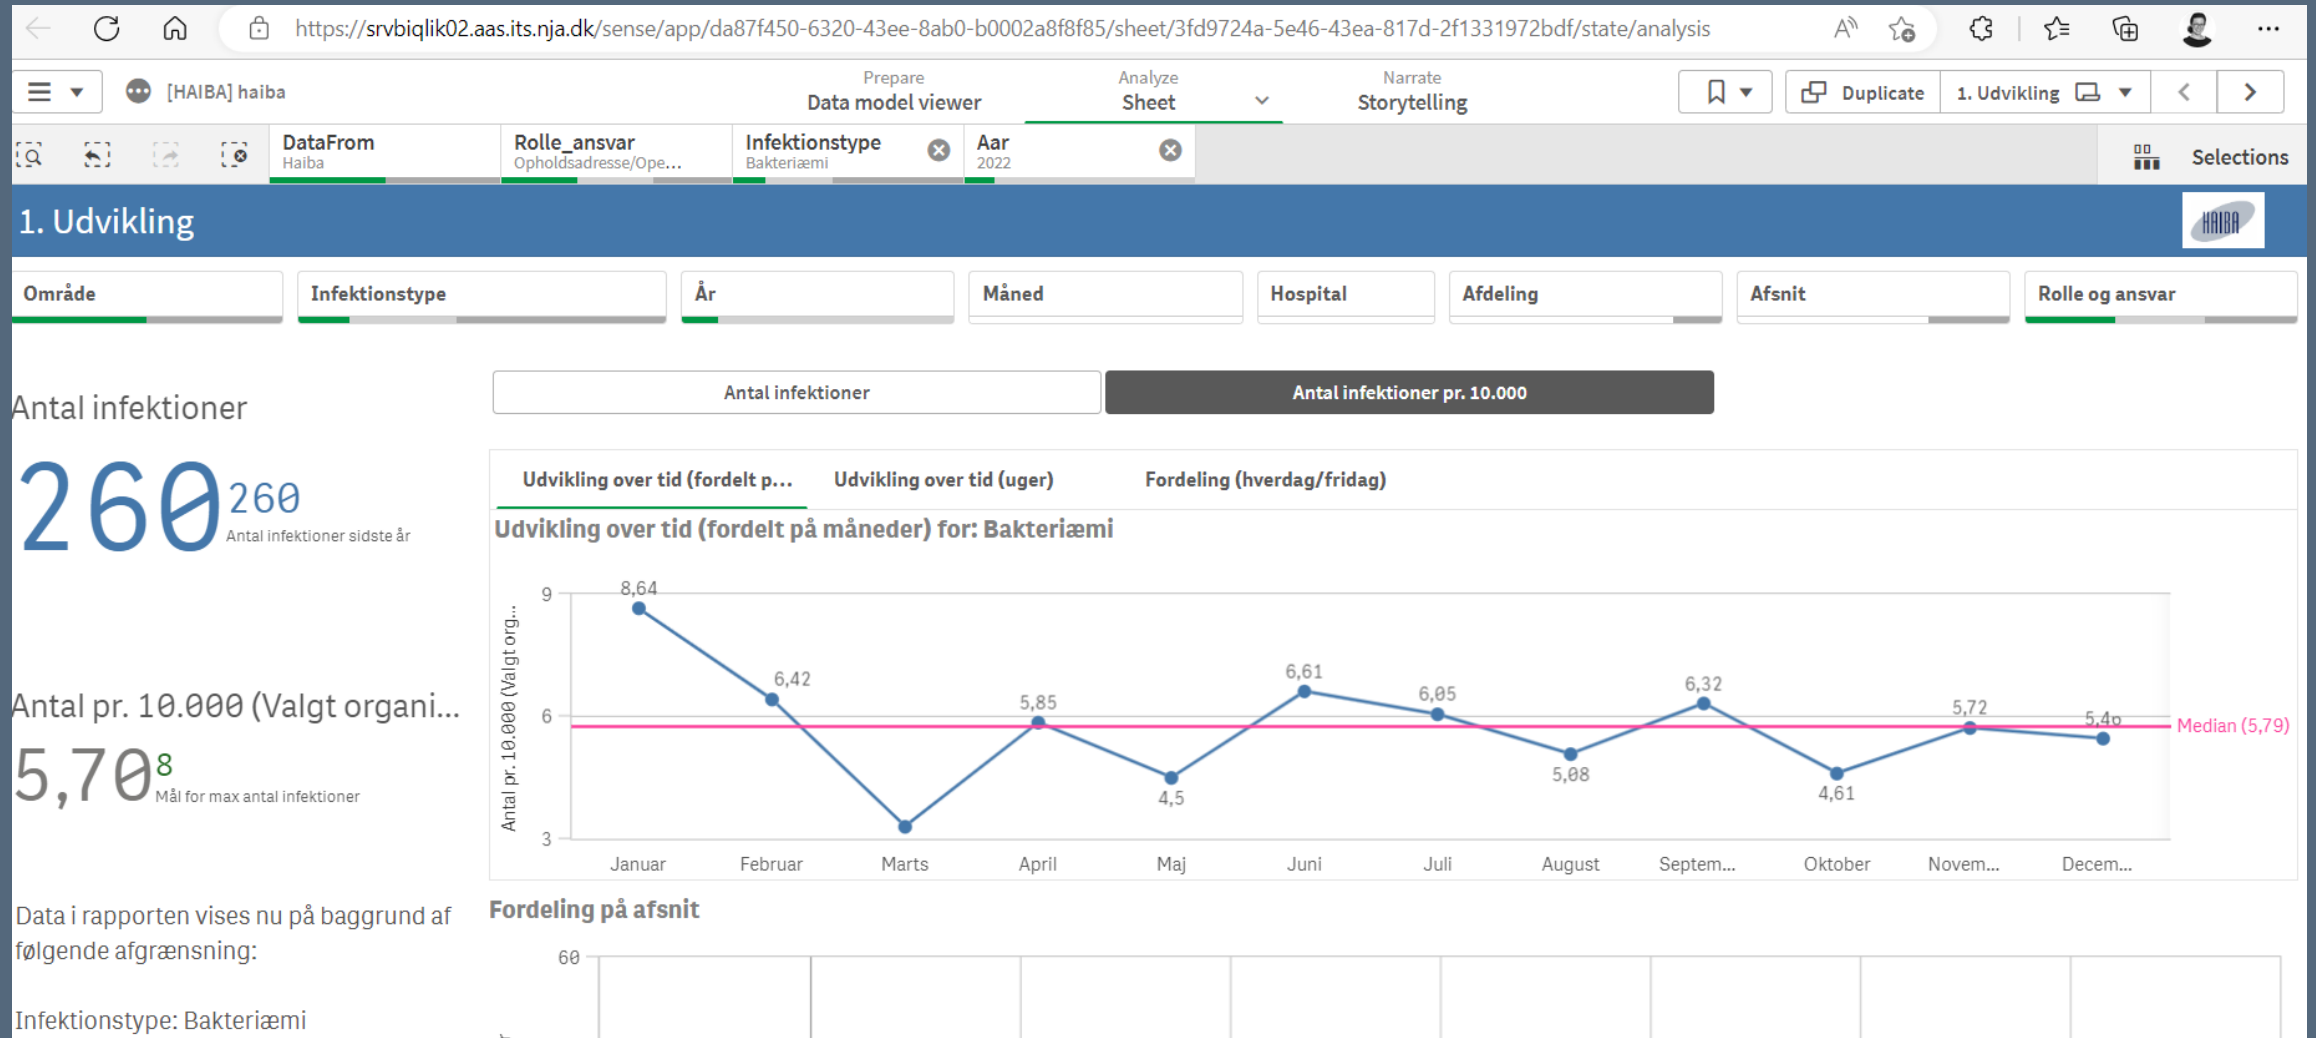 https://srvbiqlik02.aas.its.nja.dk/sense/app/da87f450-6320-43ee-8ab0-b0002a8f8f85/sheet/3fd9724a-5e46-43ea-817d-2f1331972bdf/state/analysis
[HAIBA] haiba
Prepare
Data model viewer
Analyze
Sheet
Narrate
Storytelling
Duplicate
1. Udvikling
DataFrom
Haiba
Rolle_ansvar
Opholdsadresse/Ope...
Infektionstype
Bakteriæmi
Aar
2022
Selections
1. Udvikling
HAIBA
Område
Infektionstype
År
Måned
Hospital
Afdeling
Afsnit
Rolle og ansvar
Antal infektioner
260
260
Antal infektioner sidste år
Antal pr. 10.000 (Valgt organi...
5,70
8
Mål for max antal infektioner
Data i rapporten vises nu på baggrund af
følgende afgrænsning:
Infektionstype: Bakteriæmi
Antal infektioner
Antal infektioner pr. 10.000
Udvikling over tid (fordelt p...
Udvikling over tid (uger)
Fordeling (hverdag/fridag)
Udvikling over tid (fordelt på måneder) for: Bakteriæmi
Antal pr. 10.000 (Valgt org...
9
6
3
8,64
6,42
5,85
4,5
6,61
6,05
5,08
6,32
4,61
5,72
5,46
Median (5,79)
Januar
Februar
Marts
April
Maj
Juni
Juli
August
Septem...
Oktober
Novem...
Decem...
Fordeling på afsnit
60